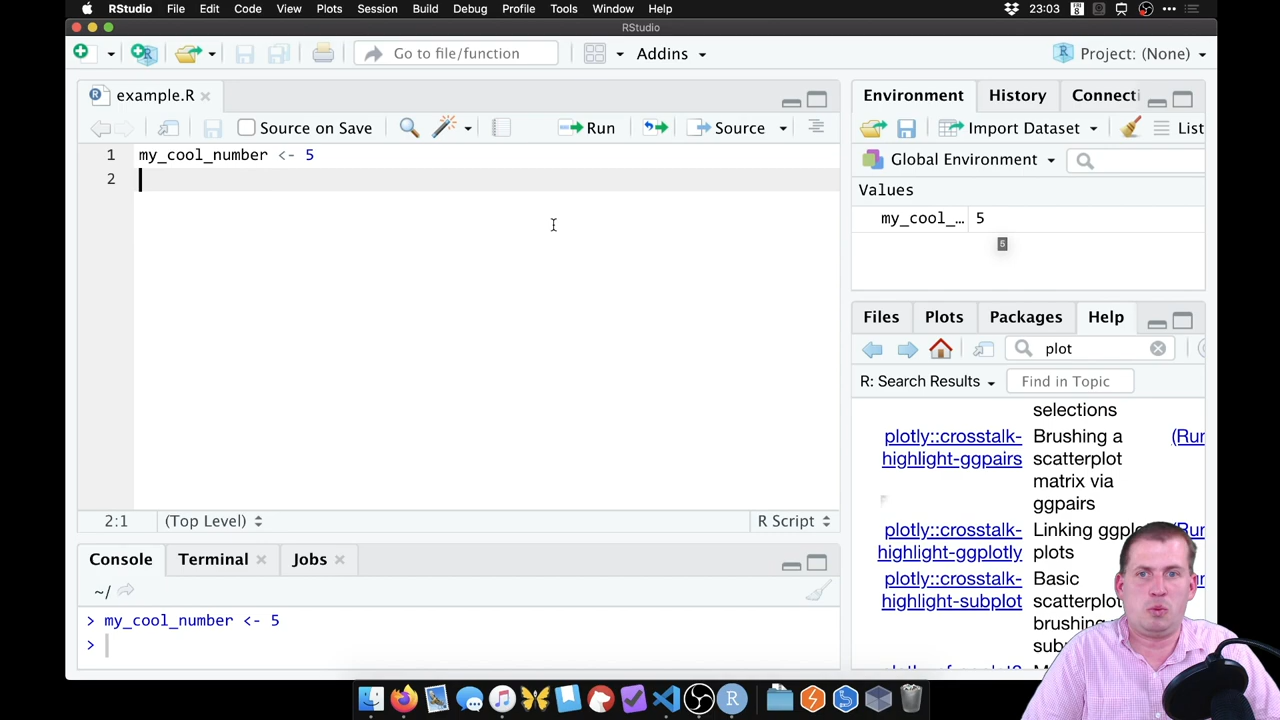 RStudio File Edit Code View Plots Session Build Debug Profile Tools Window Help 23:03 FRI 8
RStudio
Go to file/function Addins Project: (None)
example.R
Source on Save Run Source
1 my_cool_number <- 5
2
2:1 (Top Level) R Script
Console Terminal Jobs
~/
> my_cool_number <- 5
>
Environment History Connecti
Import Dataset List
Global Environment
Values
my_cool_… 5
5
Files Plots Packages Help
plot
R: Search Results Find in Topic
selections
plotly::crosstalk- Brushing a (Run
highlight-ggpairs scatterplot
matrix via
ggpairs
plotly::crosstalk- Linking ggplo
highlight-ggplotly plots
plotly::crosstalk- Basic
highlight-subplot scatterplot
brushing
sub